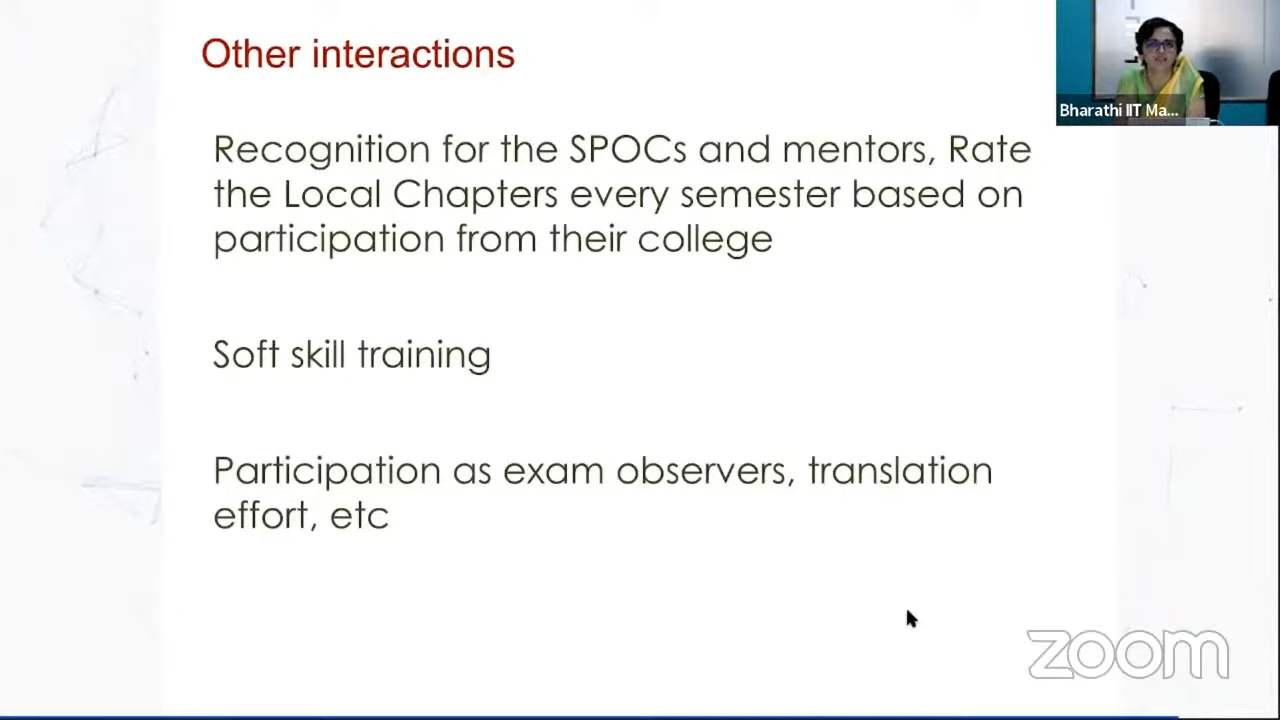 Other interactions
Bharathi IIT Ma...
Recognition for the SPOCs and mentors, Rate
the Local Chapters every semester based on
participation from their college
Soft skill training
Participation as exam observers, translation
effort, etc
zoom